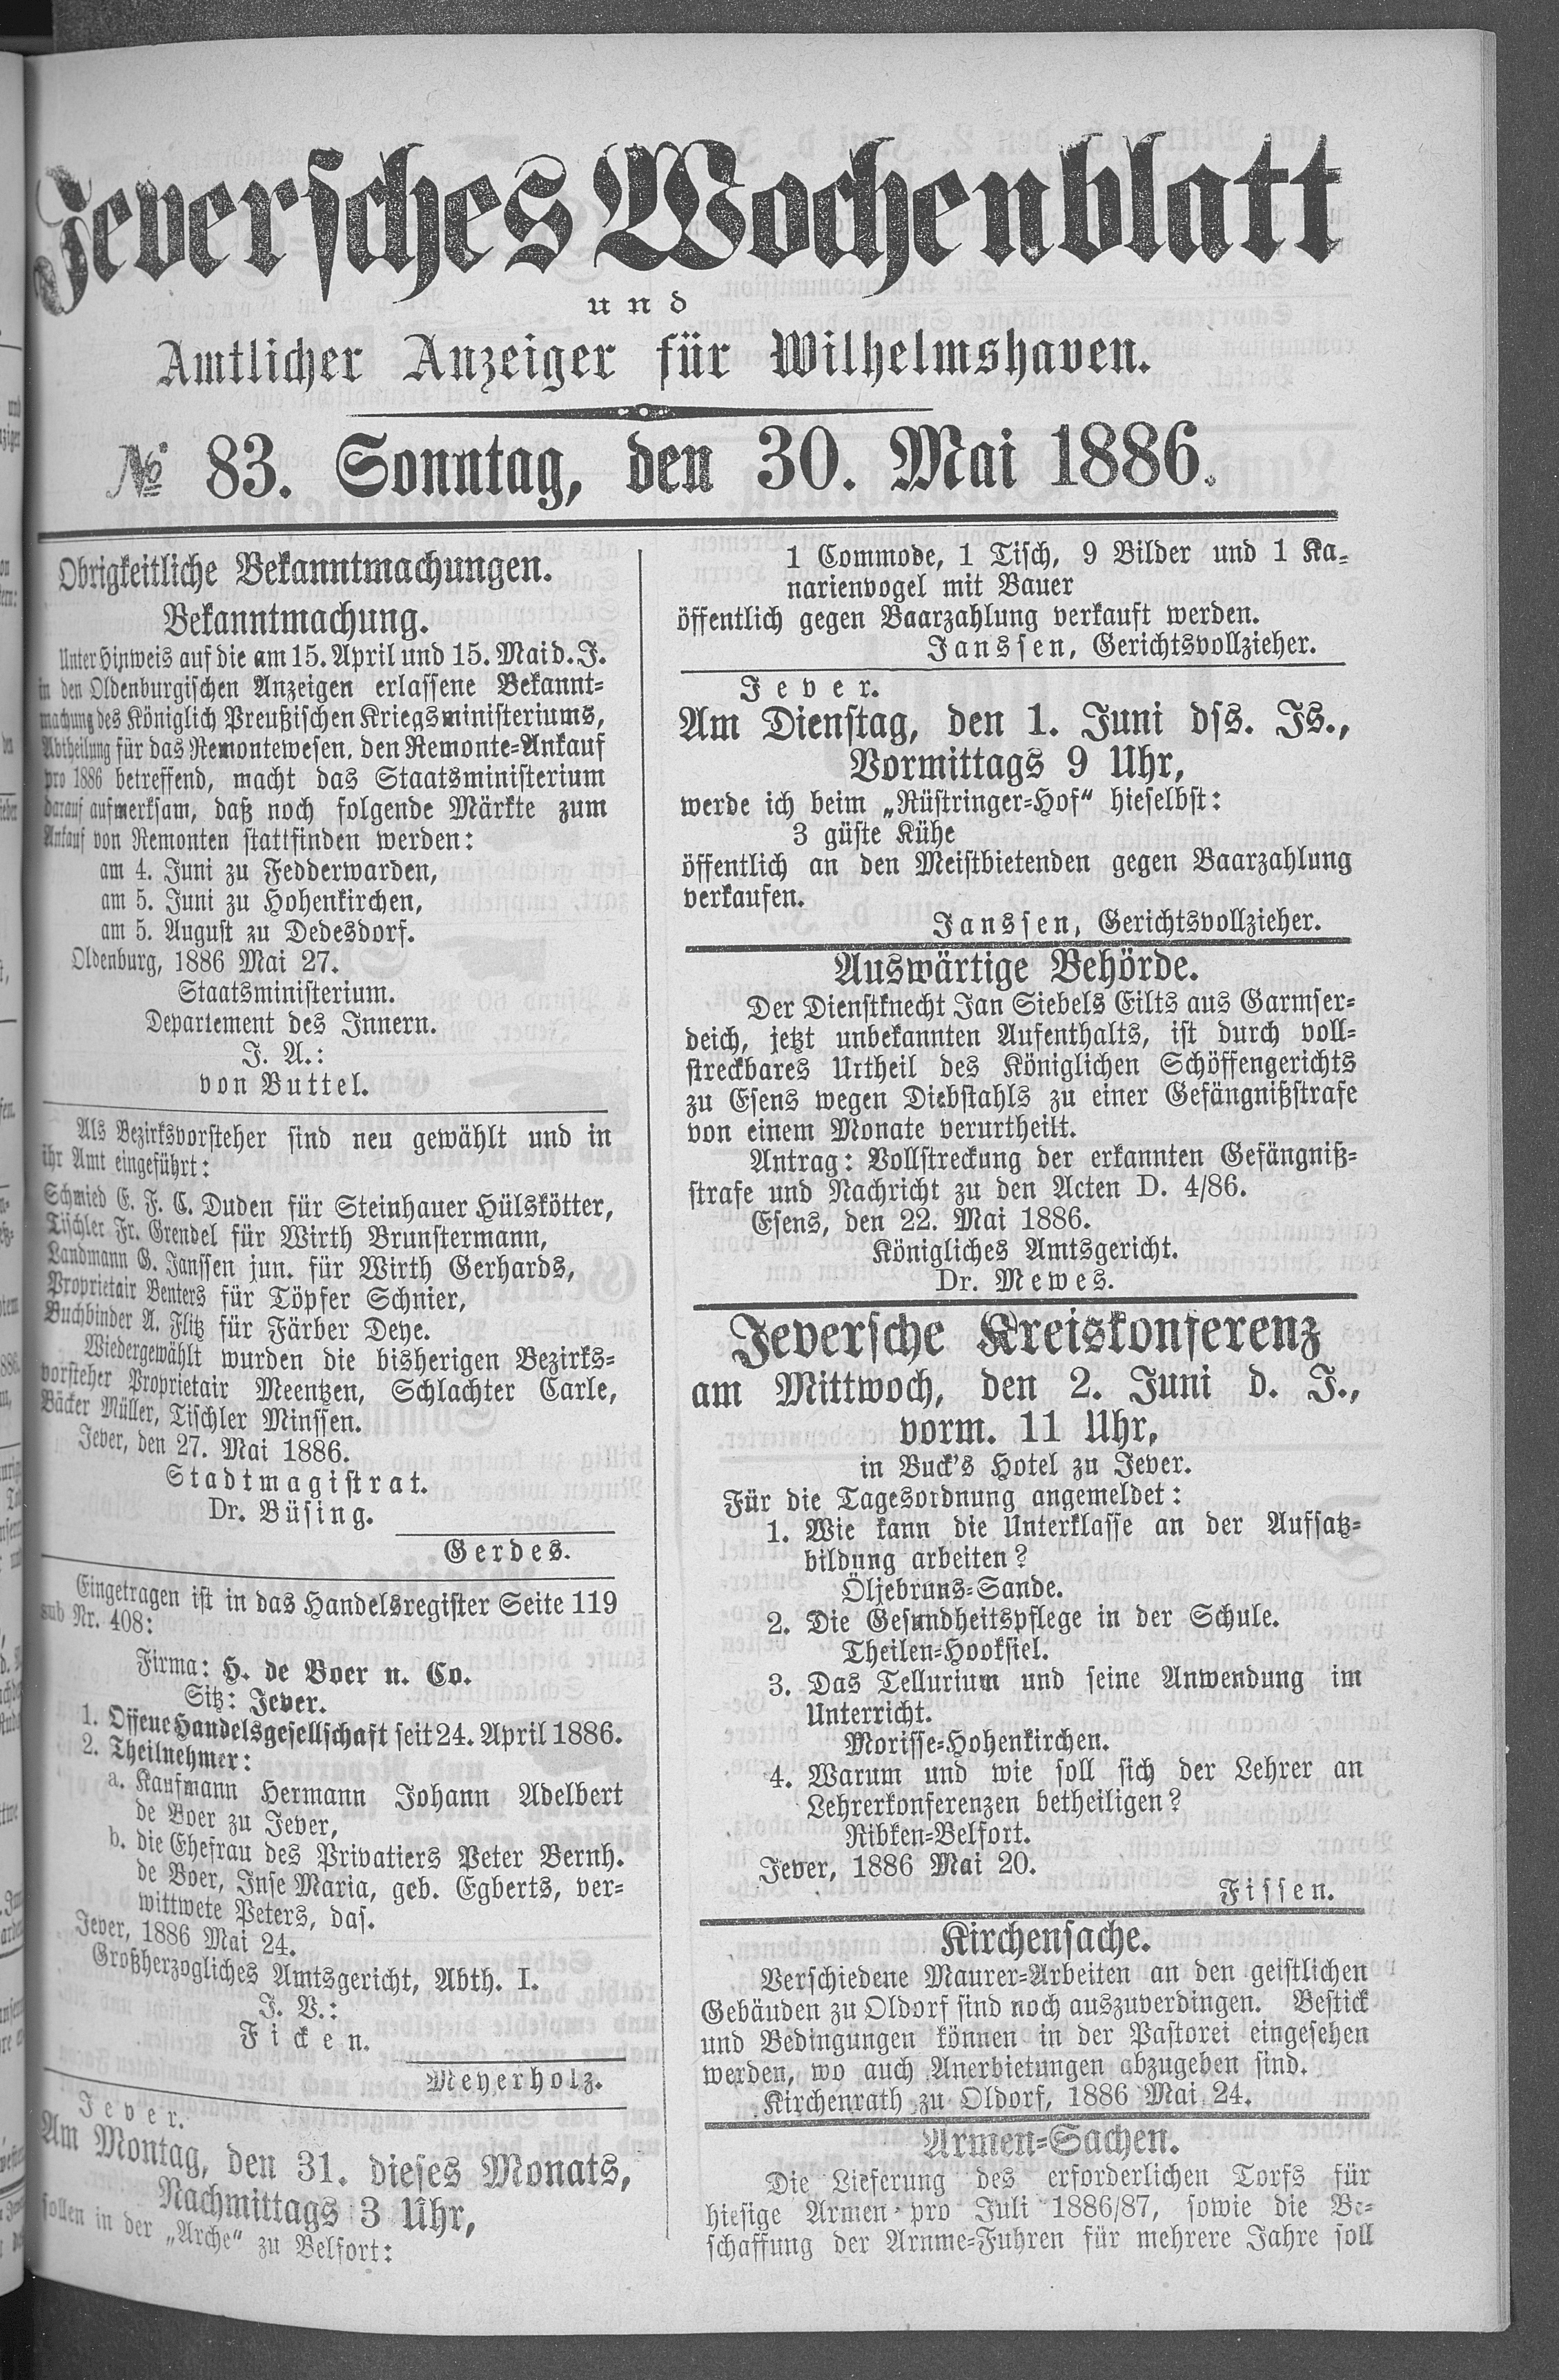 Jeversches Wochenblatt
und
Amtlicher Anzeiger für Wilhelmshaven.
№ 83. Sonntag, den 30. Mai 1886.
Obrigkeitliche Bekanntmachungen.
Bekanntmachung.
Unter Hinweis auf die am 15. April und 15. Mai d. J.
in den Oldenburgischen Anzeigen erlassene Bekannt-
machung des Königlich Preußischen Kriegsministeriums,
Abtheilung für das Remontewesen, den Remonte-Ankauf
pro 1886 betreffend, macht das Staatsministerium
darauf aufmerksam, daß noch folgende Märkte zum
Ankauf von Remonten stattfinden werden:
am 4. Juni zu Fedderwarden,
am 5. Juni zu Hohenkirchen,
am 5. August zu Dedesdorf.
Oldenburg, 1886 Mai 27.
Staatsministerium.
Departement des Innern.
J. A.:
von Buttel.
Als Bezirksvorsteher sind neu gewählt und in
ihr Amt eingeführt:
Schmied E. F. C. Duden für Steinhauer Hülskötter,
Tischler Fr. Grendel für Wirth Brunstermann,
Landmann G. Janssen jun. für Wirth Gerhards,
Proprietair Benters für Töpfer Schnier,
Buchbinder A. Flitz für Färber Deye.
Wiedergewählt wurden die bisherigen Bezirks-
vorsteher Proprietair Meentzen, Schlachter Carle,
Bäcker Müller, Tischler Minssen.
Jever, den 27. Mai 1886.
Stadtmagistrat.
Dr. Büsing.
Gerdes.
Eingetragen ist in das Handelsregister Seite 119
sub Nr. 408:
Firma: H. de Boer u. Co.
Sitz: Jever.
1. Offene Handelsgesellschaft seit 24. April 1886.
2. Theilnehmer:
a. Kaufmann Hermann Johann Adelbert
de Boer zu Jever,
b. die Ehefrau des Privatiers Peter Bernh.
de Boer, Inse Maria, geb. Egberts, ver-
wittwete Peters, das.
Jever, 1886 Mai 24.
Großherzogliches Amtsgericht, Abth. I.
J. V.:
Ficken.
Meyerholz.
Jever.
Am Montag, den 31. dieses Monats,
Nachmittags 3 Uhr,
sollen in der „Arche“ zu Belfort:
1 Commode, 1 Tisch, 9 Bilder und 1 Ka-
narienvogel mit Bauer
öffentlich gegen Baarzahlung verkauft werden.
Janssen, Gerichtsvollzieher.
Jever.
Am Dienstag, den 1. Juni dss. Js.,
Vormittags 9 Uhr,
werde ich beim „Rüstringer-Hof“ hieselbst:
3 güste Kühe
öffentlich an den Meistbietenden gegen Baarzahlung
verkaufen.
Janssen, Gerichtsvollzieher.
Auswärtige Behörde.
Der Dienstknecht Jan Siebels Eilts aus Garmser-
deich, jetzt unbekannten Aufenthalts, ist durch voll-
streckbares Urtheil des Königlichen Schöffengerichts
zu Esens wegen Diebstahls zu einer Gefängnißstrafe
von einem Monate verurtheilt.
Antrag: Vollstreckung der erkannten Gefängniß-
strafe und Nachricht zu den Acten D. 4/86.
Esens, den 22. Mai 1886.
Königliches Amtsgericht.
Dr. Mewes.
Jeversche Kreiskonferenz
am Mittwoch, den 2. Juni d. J.,
vorm. 11 Uhr,
in Buck's Hotel zu Jever.
Für die Tagesordnung angemeldet:
1. Wie kann die Unterklasse an der Aufsatz-
bildung arbeiten?
Öljebruns-Sande.
2. Die Gesundheitspflege in der Schule.
Theilen-Hooksiel.
3. Das Tellurium und seine Anwendung im
Unterricht.
Morisse-Hohenkirchen.
4. Warum und wie soll sich der Lehrer an
Lehrerkonferenzen betheiligen?
Ribken-Belfort.
Jever, 1886 Mai 20.
Fissen.
Kirchensache.
Verschiedene Maurer-Arbeiten an den geistlichen
Gebäuden zu Oldorf sind noch auszuverdingen. Bestick
und Bedingungen können in der Pastorei eingesehen
werden, wo auch Anerbietungen abzugeben sind.
Kirchenrath zu Oldorf, 1886 Mai 24.
Armen-Sachen.
Die Lieferung des erforderlichen Torfs für
hiesige Armen pro Juli 1886/87, sowie die Be-
schaffung der Armme-Fuhren für mehrere Jahre soll